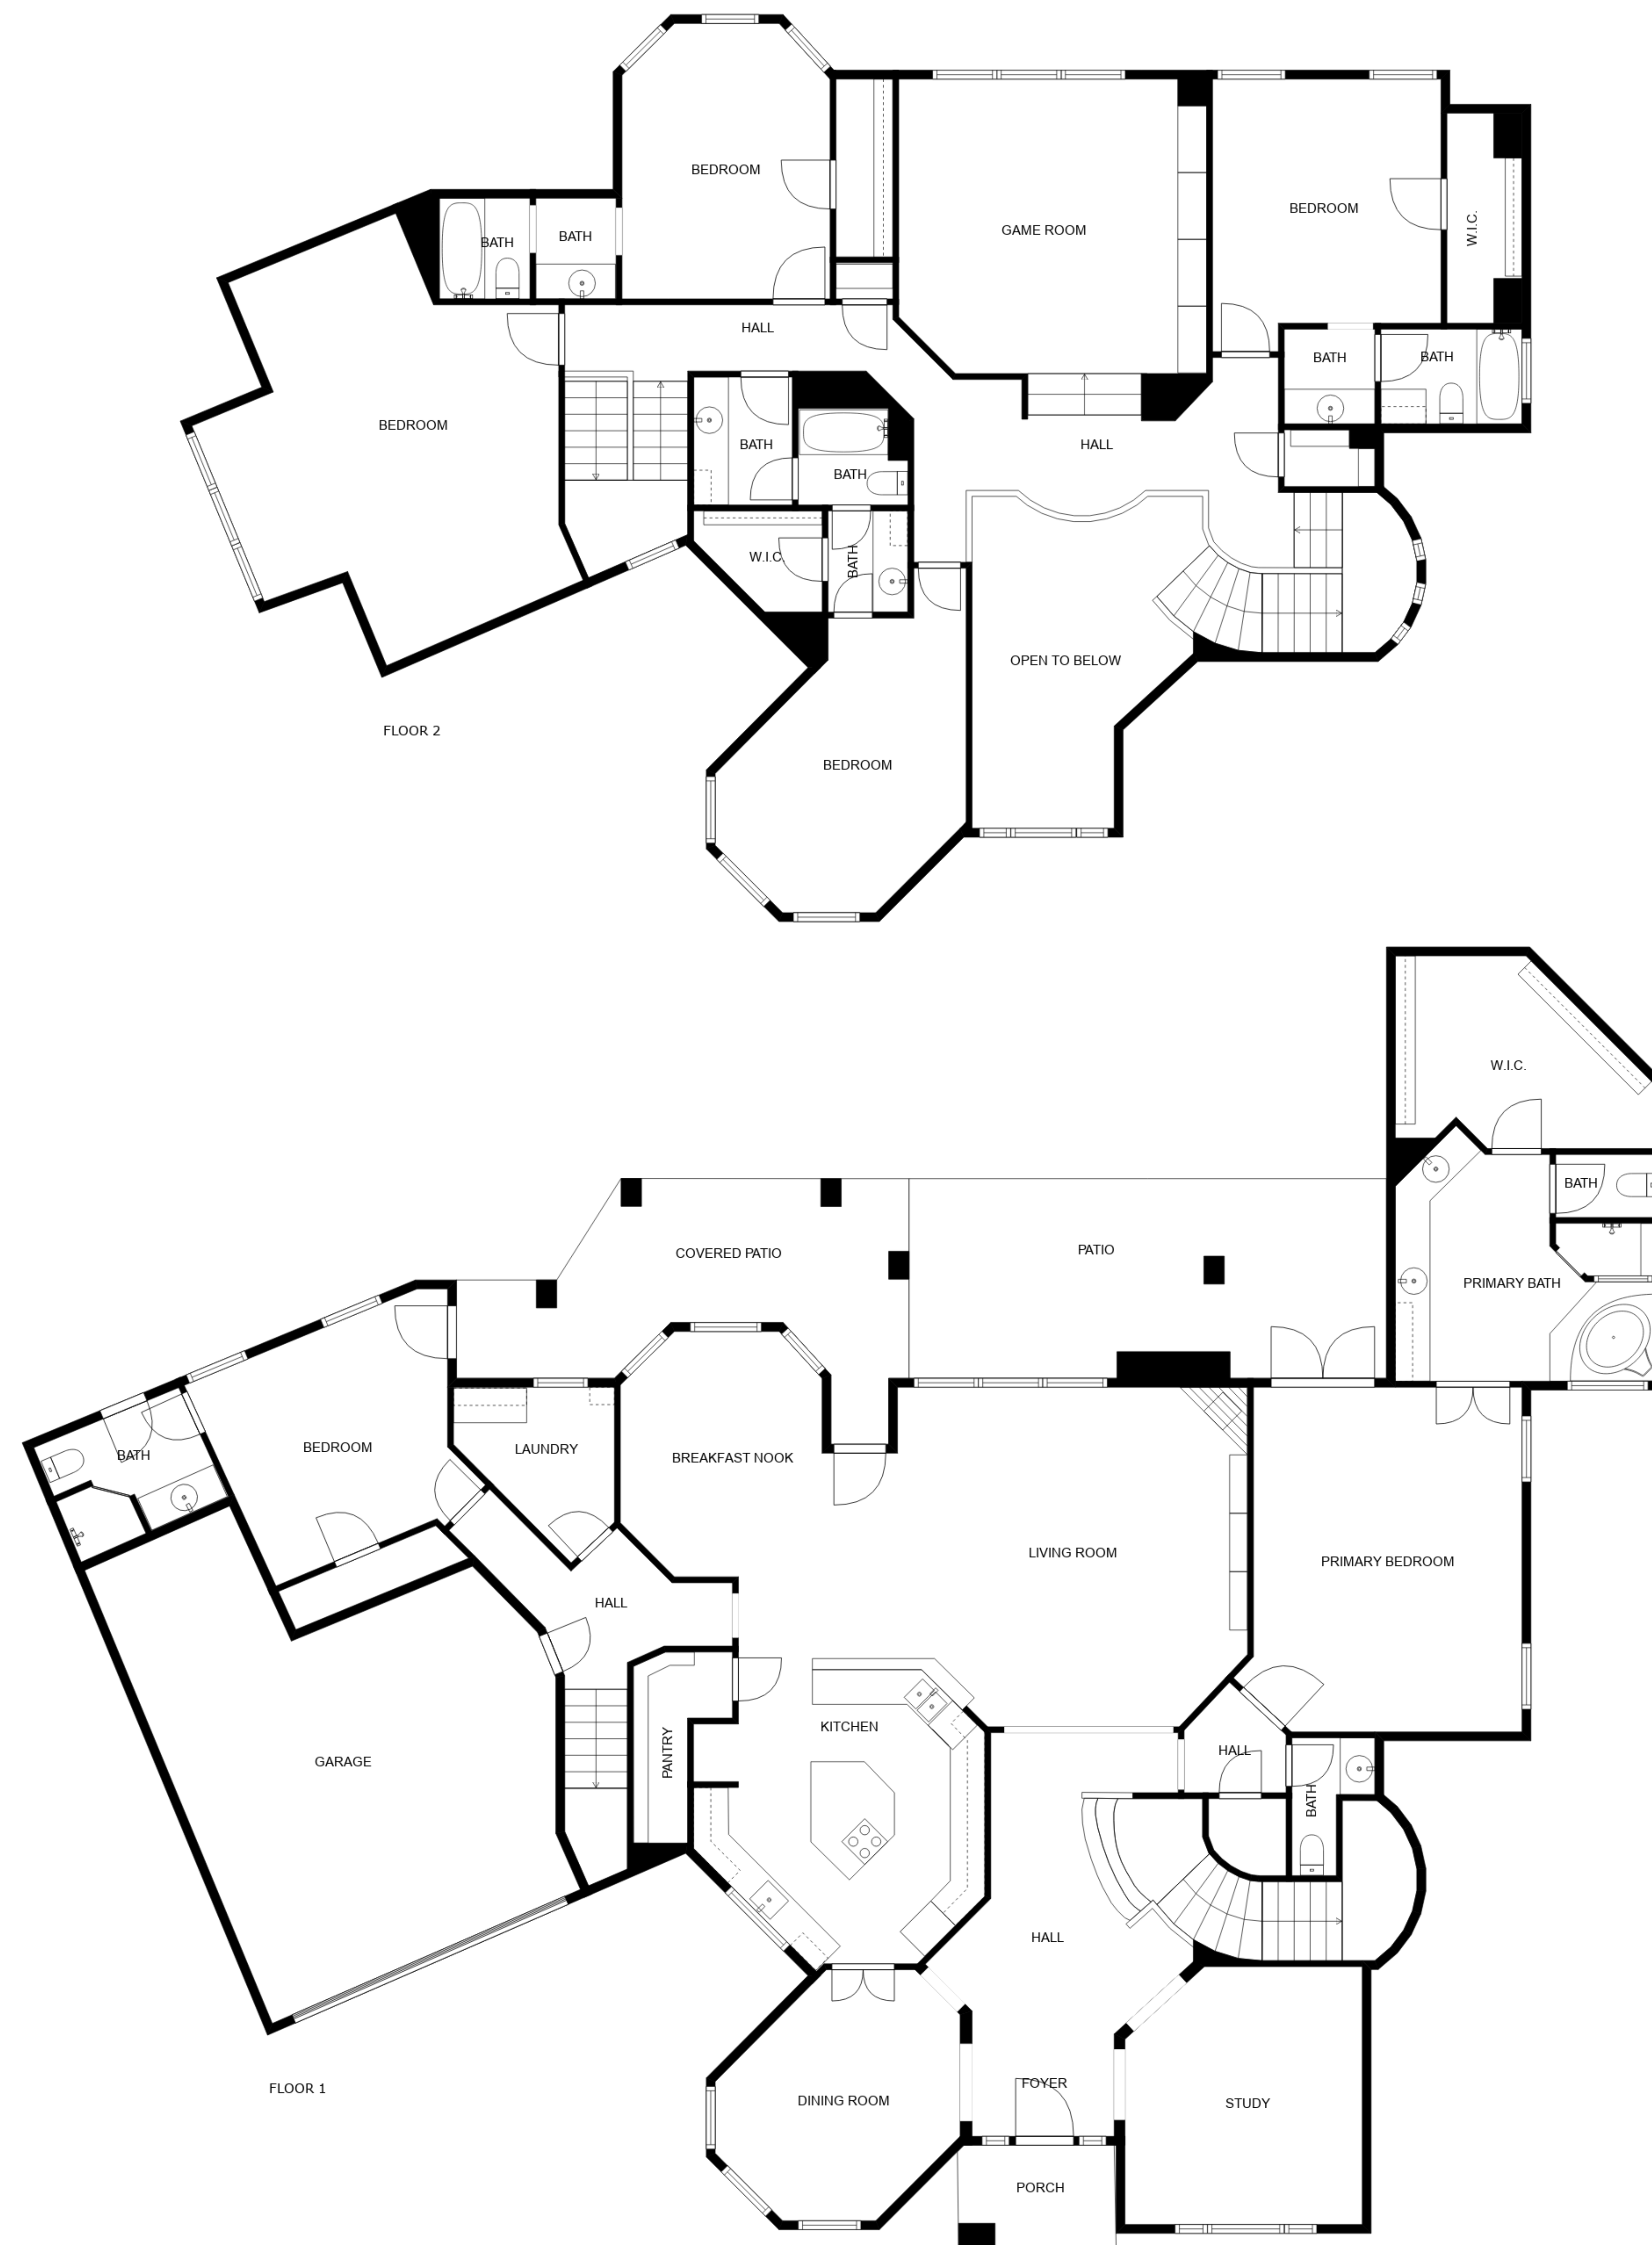 BEDROOM
BEDROOM
W.I.C.
GAME ROOM
BATH
BATH
HALL
BATH
BATH
BEDROOM
BATH
HALL
BATH
W.I.C.
BATH
OPEN TO BELOW
FLOOR 2
BEDROOM
W.I.C.
BATH
PATIO
COVERED PATIO
PRIMARY BATH
BEDROOM
LAUNDRY
BATH
BREAKFAST NOOK
LIVING ROOM
PRIMARY BEDROOM
HALL
KITCHEN
PANTRY
HALL
GARAGE
BATH
HALL
FOYER
FLOOR 1
DINING ROOM
STUDY
PORCH